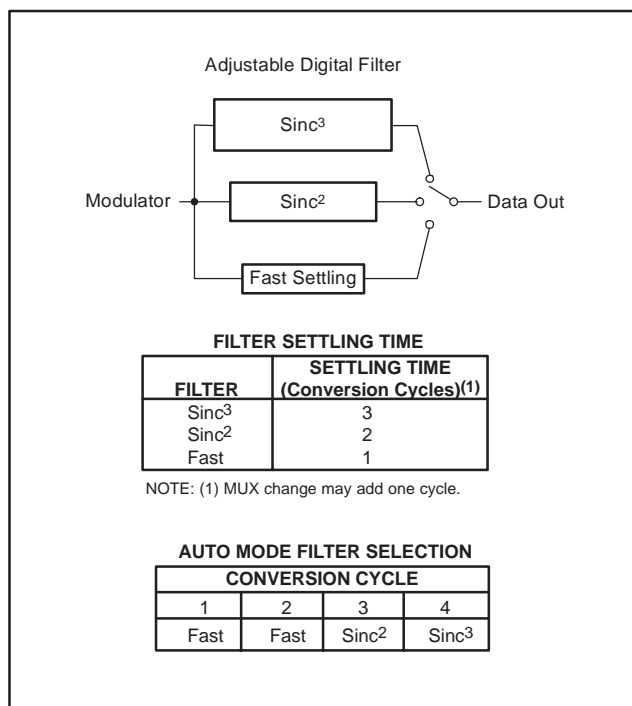 Adjustable Digital Filter
Sinc3
Modulator
Sinc2
Data Out
Fast Settling
FILTER SETTLING TIME
FILTER SETTLING TIME (Conversion Cycles)(1)
Sinc3 3
Sinc2 2
Fast 1
NOTE: (1) MUX change may add one cycle.
AUTO MODE FILTER SELECTION
CONVERSION CYCLE
1 2 3 4
Fast Fast Sinc2 Sinc3